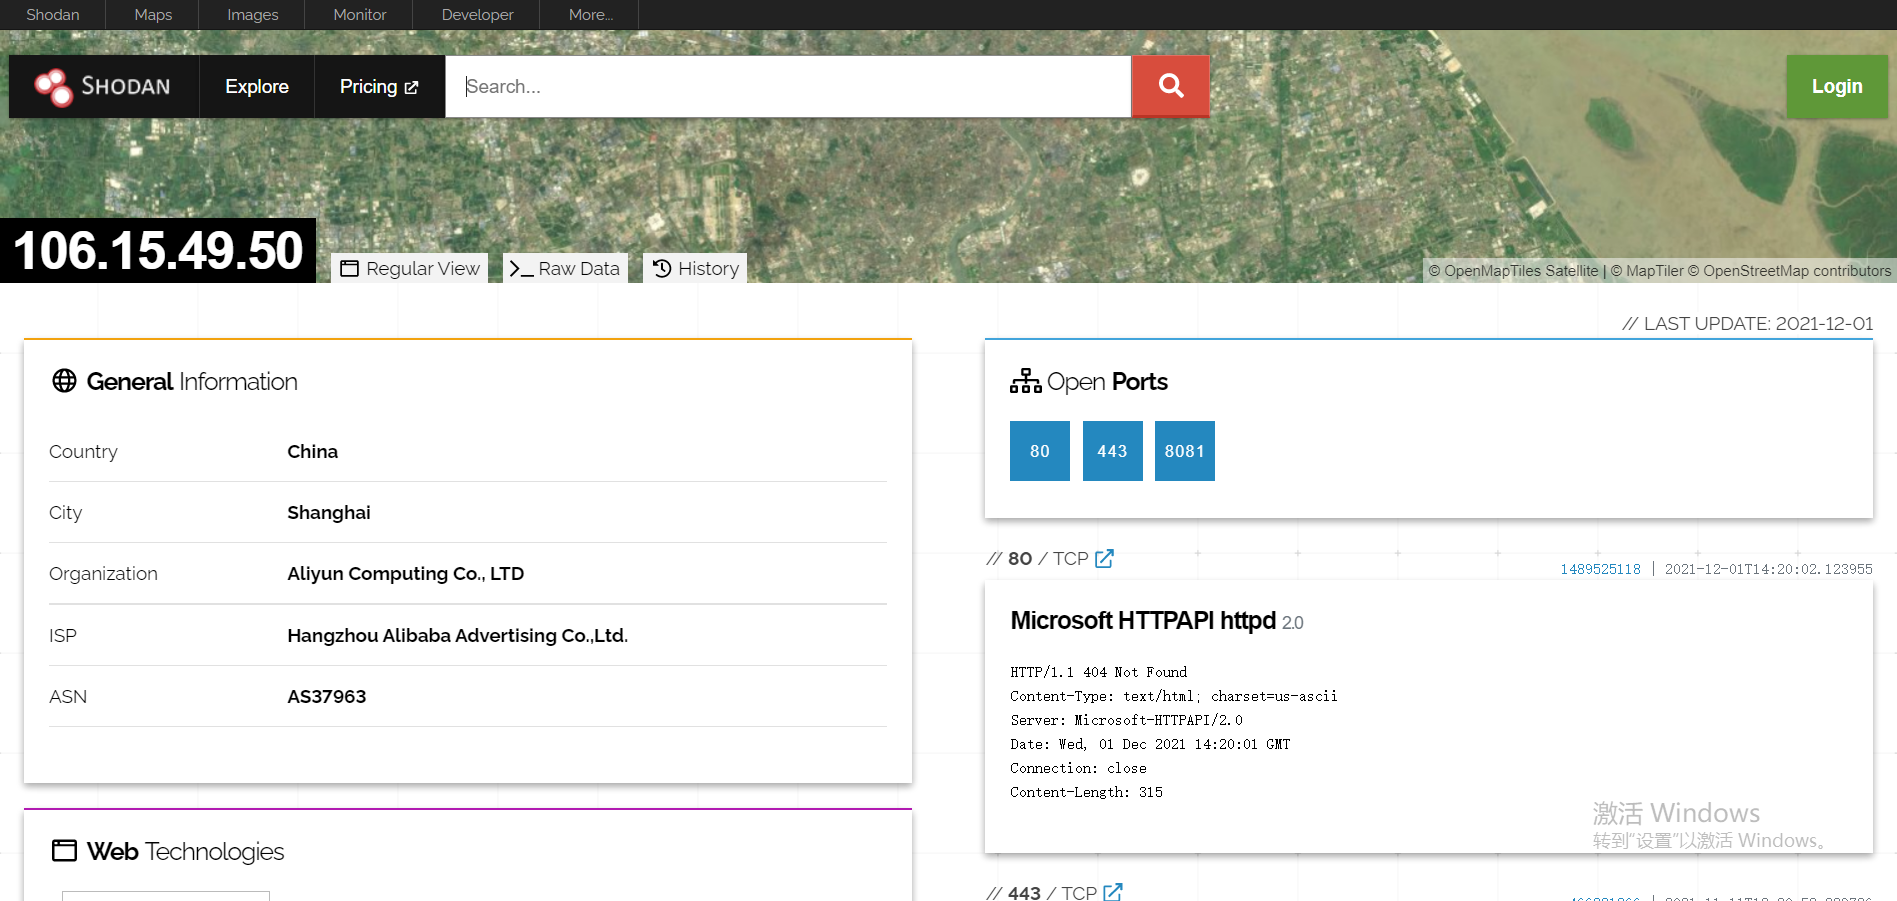 Shodan Maps Images Monitor Developer More...
SHODAN Explore Pricing Search... Login
106.15.49.50 Regular View Raw Data History
© OpenMapTiles Satellite | © MapTiler © OpenStreetMap contributors
// LAST UPDATE: 2021-12-01
General Information
Country China
City Shanghai
Organization Aliyun Computing Co., LTD
ISP Hangzhou Alibaba Advertising Co.,Ltd.
ASN AS37963
Web Technologies
Open Ports
80 443 8081
// 80 / TCP
1489525118 | 2021-12-01T14:20:02.123955
Microsoft HTTPAPI httpd 2.0
HTTP/1.1 404 Not Found
Content-Type: text/html; charset=us-ascii
Server: Microsoft-HTTPAPI/2.0
Date: Wed, 01 Dec 2021 14:20:01 GMT
Connection: close
Content-Length: 315
激活 Windows
转到“设置”以激活 Windows。
// 443 / TCP